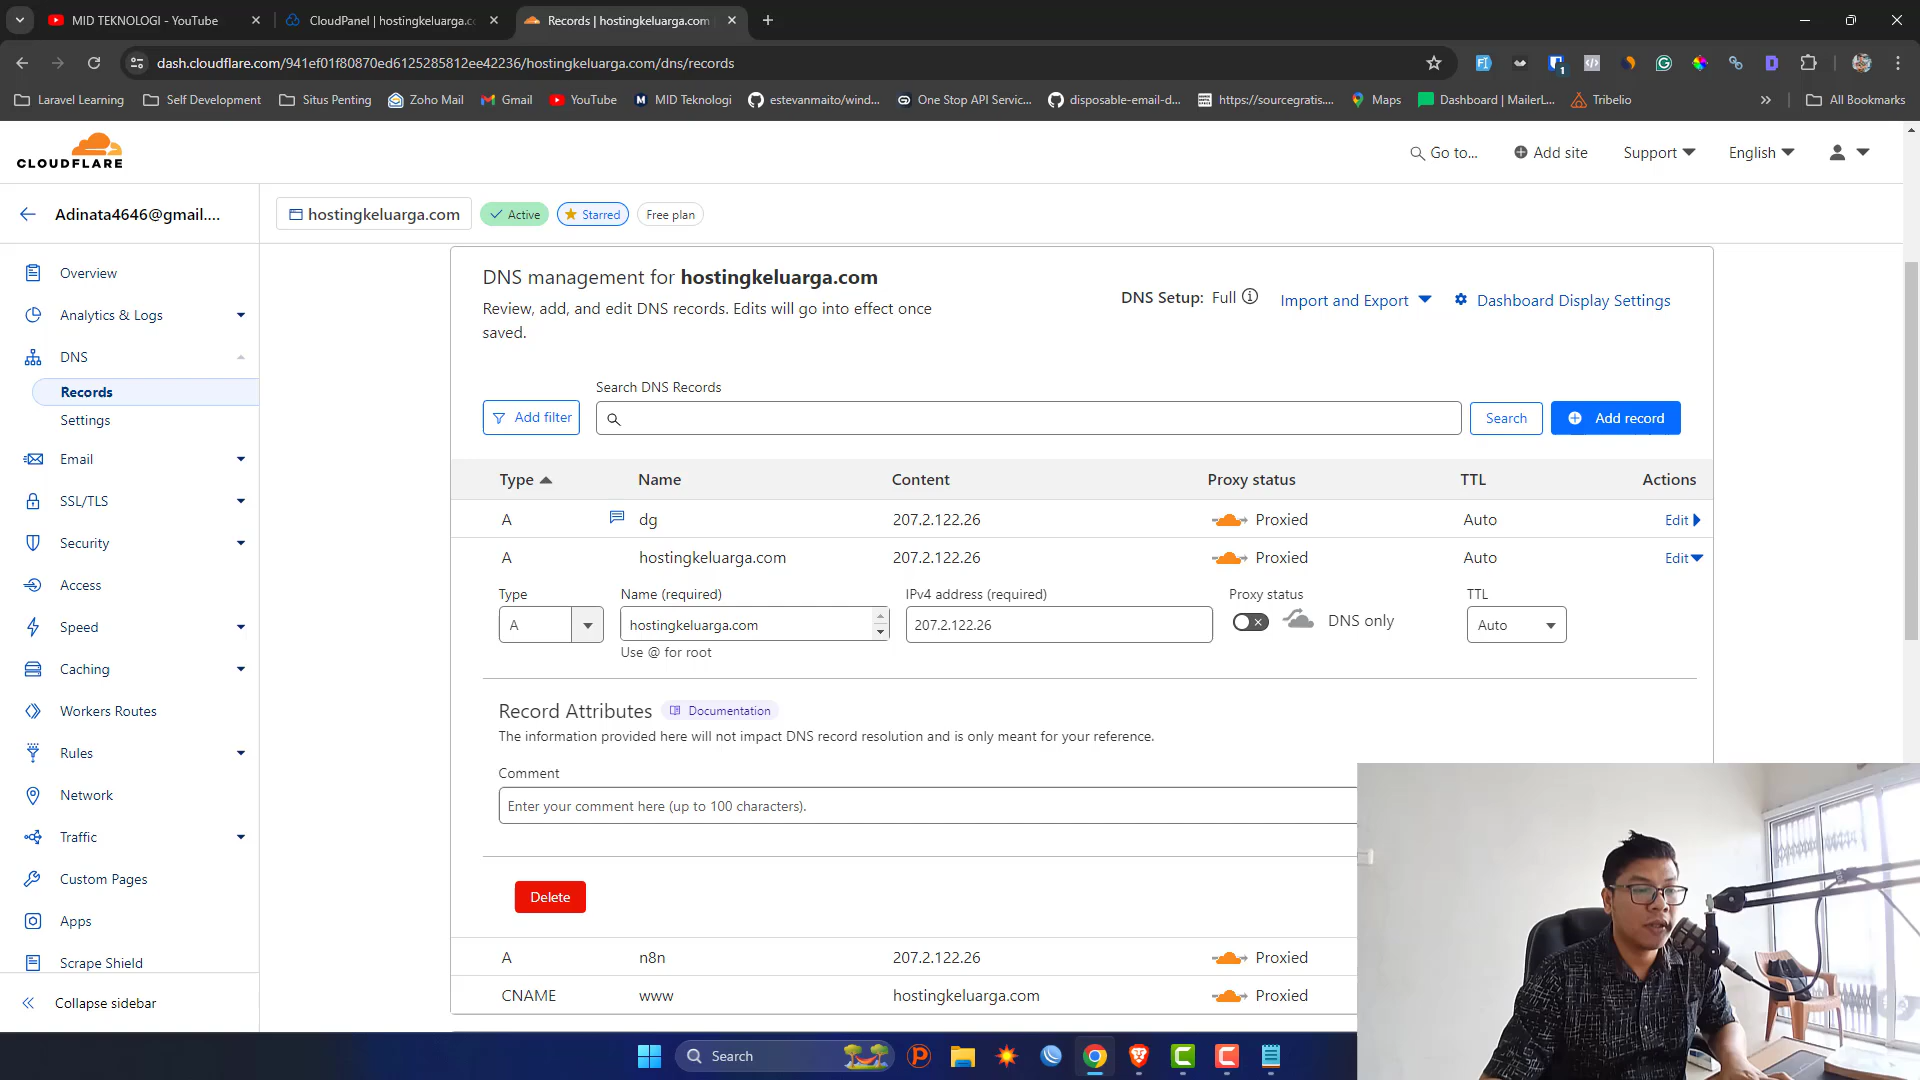 MID TEKNOLOGI - YouTube
CloudPanel | hostingkeluarga.co
Records | hostingkeluarga.com
dash.cloudflare.com/941ef01f80870ed6125285812ee42236/hostingkeluarga.com/dns/records
1
Laravel Learning
Self Development
Situs Penting
Zoho Mail
Gmail
YouTube
MID Teknologi
estevanmaito/wind...
One Stop API Servic...
disposable-email-d...
https://sourcegratis....
Maps
Dashboard | MailerL...
Tribelio
All Bookmarks
CLOUDFLARE
Go to...
Add site
Support
English
Adinata4646@gmail....
hostingkeluarga.com
Active
Starred
Free plan
Overview
Analytics & Logs
DNS
Records
Settings
Email
SSL/TLS
Security
Access
Speed
Caching
Workers Routes
Rules
Network
Traffic
Custom Pages
Apps
Scrape Shield
Collapse sidebar
DNS management for hostingkeluarga.com
Review, add, and edit DNS records. Edits will go into effect once
saved.
DNS Setup: Full
Import and Export
Dashboard Display Settings
Search DNS Records
Add filter
Search
Add record
Type Name Content Proxy status TTL Actions
A dg 207.2.122.26 Proxied Auto Edit
A hostingkeluarga.com 207.2.122.26 Proxied Auto Edit
Type Name (required) IPv4 address (required) Proxy status TTL
A hostingkeluarga.com 207.2.122.26 DNS only Auto
Use @ for root
Record Attributes Documentation
The information provided here will not impact DNS record resolution and is only meant for your reference.
Comment
Enter your comment here (up to 100 characters).
Delete
A n8n 207.2.122.26 Proxied
CNAME www hostingkeluarga.com Proxied
Search